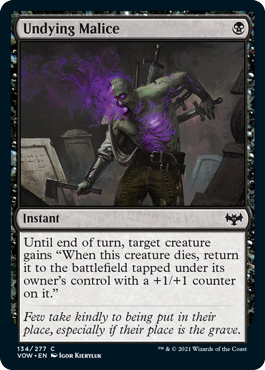 Undying Malice
Instant
Until end of turn, target creature
gains “When this creature dies, return
it to the battlefield tapped under its
owner’s control with a +1/+1 counter
on it.”
Few take kindly to being put in their
place, especially if their place is the grave.
134/277 C
VOW • EN Igor Kieryluk
™ & © 2021 Wizards of the Coast